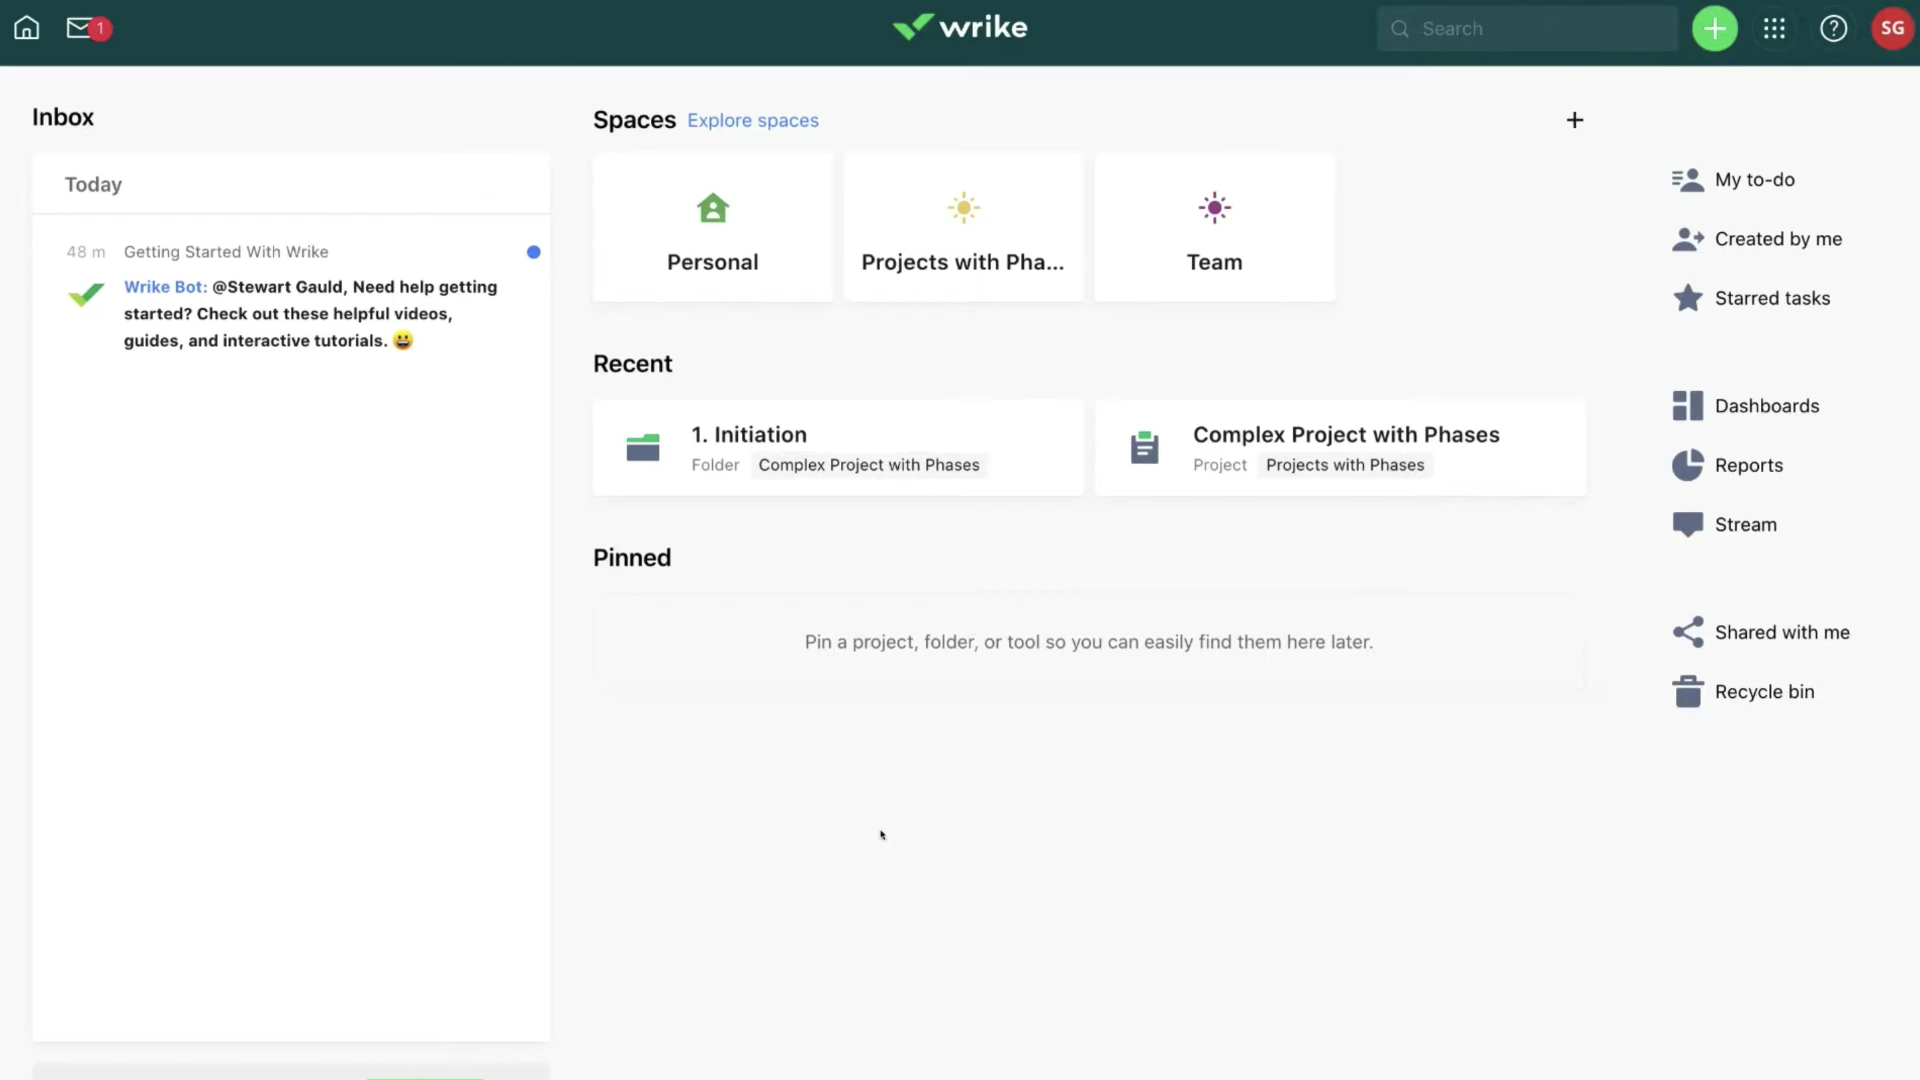 1
wrike
Search
SG
Inbox
Today
48 m Getting Started With Wrike
Wrike Bot: @Stewart Gauld, Need help getting
started? Check out these helpful videos,
guides, and interactive tutorials. 😀
Spaces Explore spaces
Personal
Projects with Pha...
Team
Recent
1. Initiation
Folder Complex Project with Phases
Complex Project with Phases
Project Projects with Phases
Pinned
Pin a project, folder, or tool so you can easily find them here later.
My to-do
Created by me
Starred tasks
Dashboards
Reports
Stream
Shared with me
Recycle bin